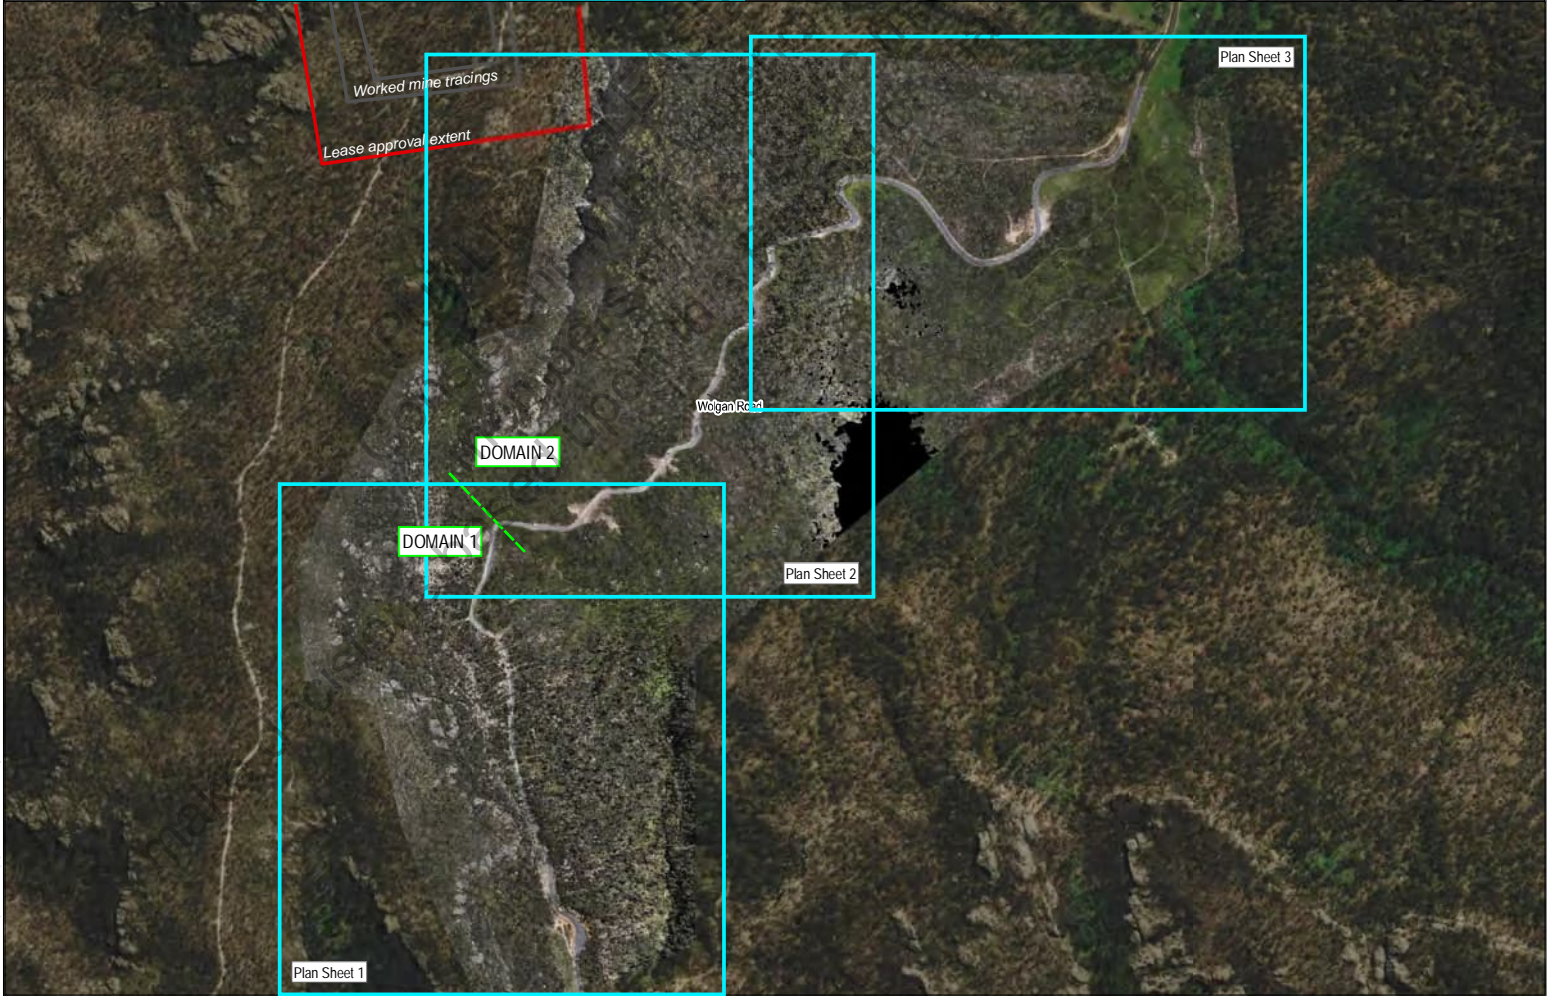 Plan Sheet 3
Worked mine tracings
Lease approval extent
Wolgan Road
DOMAIN 2
DOMAIN 1
Plan Sheet 2
Plan Sheet 1